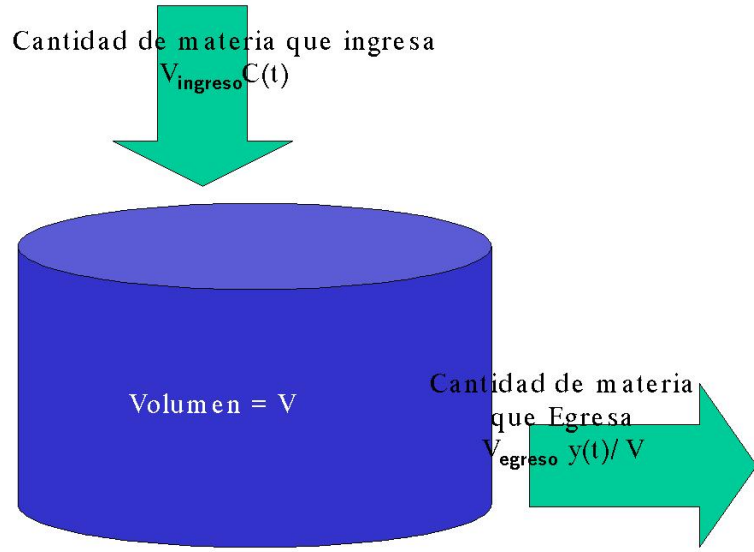 Cantidad de materia que ingresa
VingresoC(t)
Volumen = V
Cantidad de materia
que Egresa
Vegreso y(t)/ V